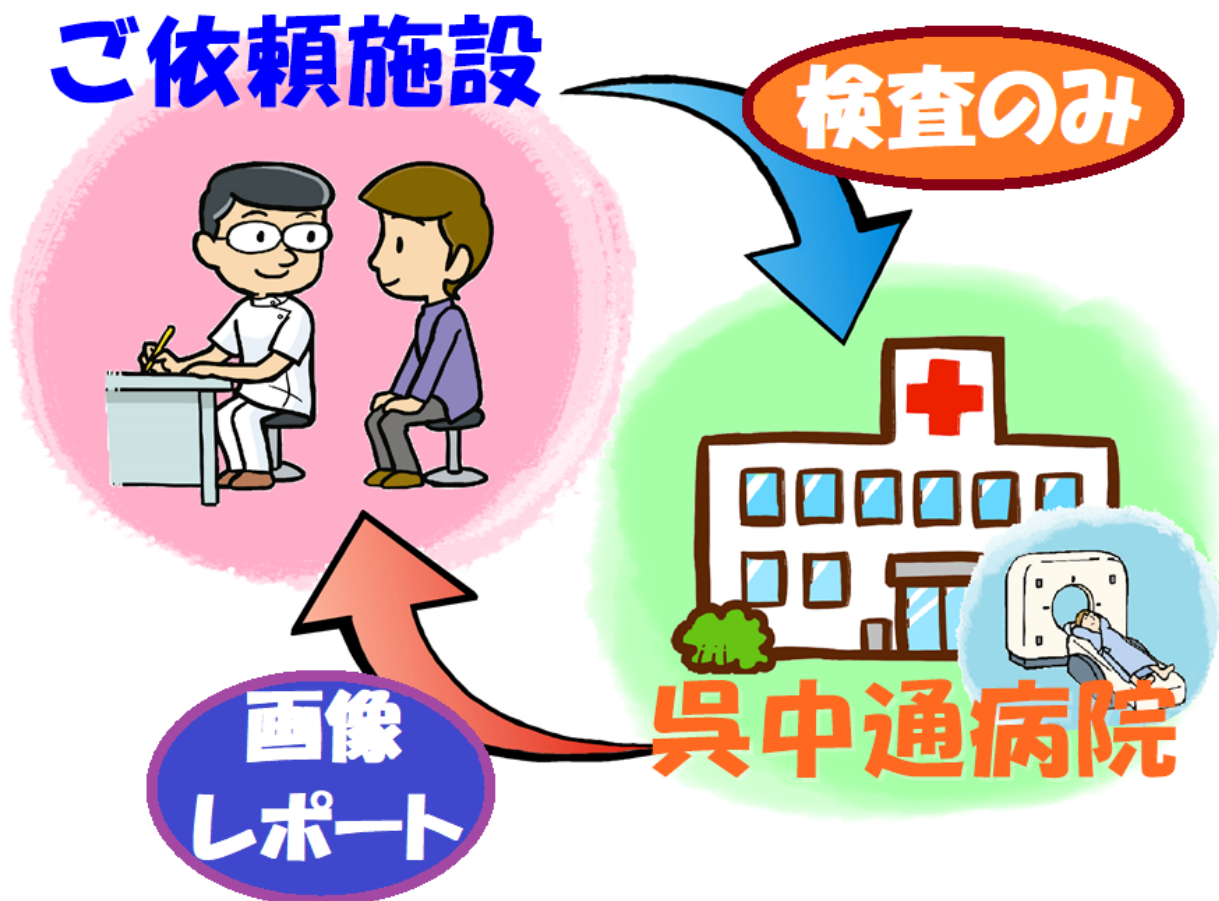 ご依頼施設
検査のみ
呉中通病院
画像
レポート